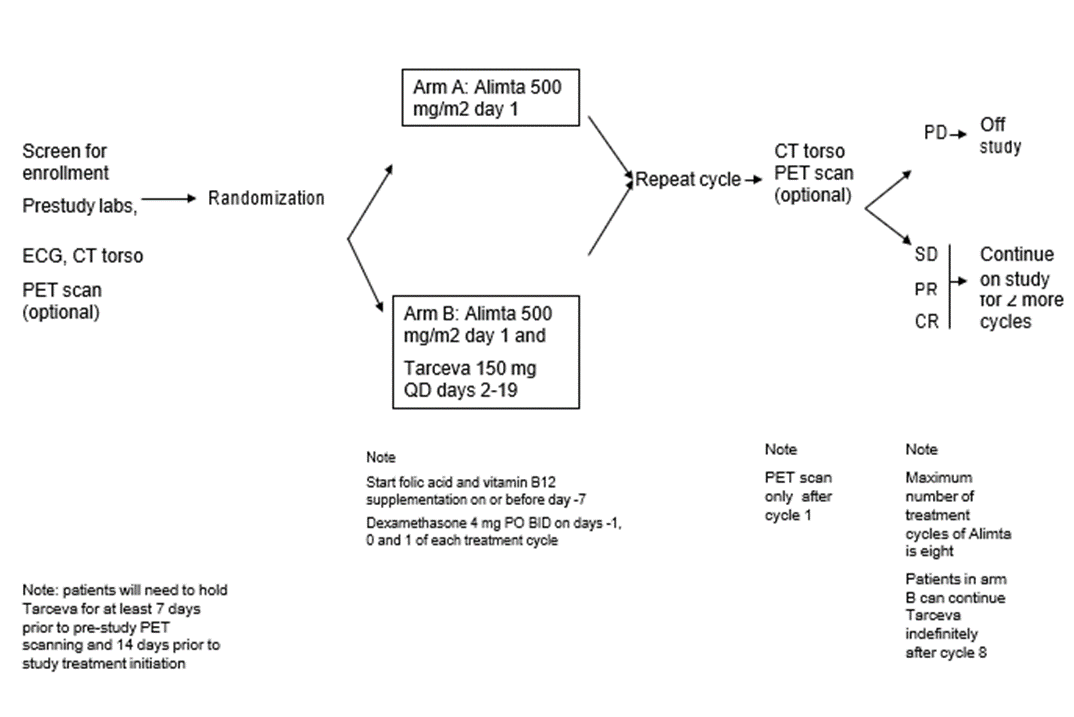 Screen for
enrollment
Prestudy labs,
ECG, CT torso
PET scan
(optional)
Randomization
Arm A: Alimta 500
mg/m2 day 1
Arm B: Alimta 500
mg/m2 day 1 and
Tarceva 150 mg
QD days 2-19
Repeat cycle
CT torso
PET scan
(optional)
PD
Off
study
SD
PR
CR
Continue
on study
for 2 more
cycles
Note
Start folic acid and vitamin B12
supplementation on or before day -7
Dexamethasone 4 mg PO BID on days -1,
0 and 1 of each treatment cycle
Note
PET scan
only after
cycle 1
Note
Maximum
number of
treatment
cycles of Alimta
is eight
Patients in arm
B can continue
Tarceva
indefinitely
after cycle 8
Note: patients will need to hold
Tarceva for at least 7 days
prior to pre-study PET
scanning and 14 days prior to
study treatment initiation